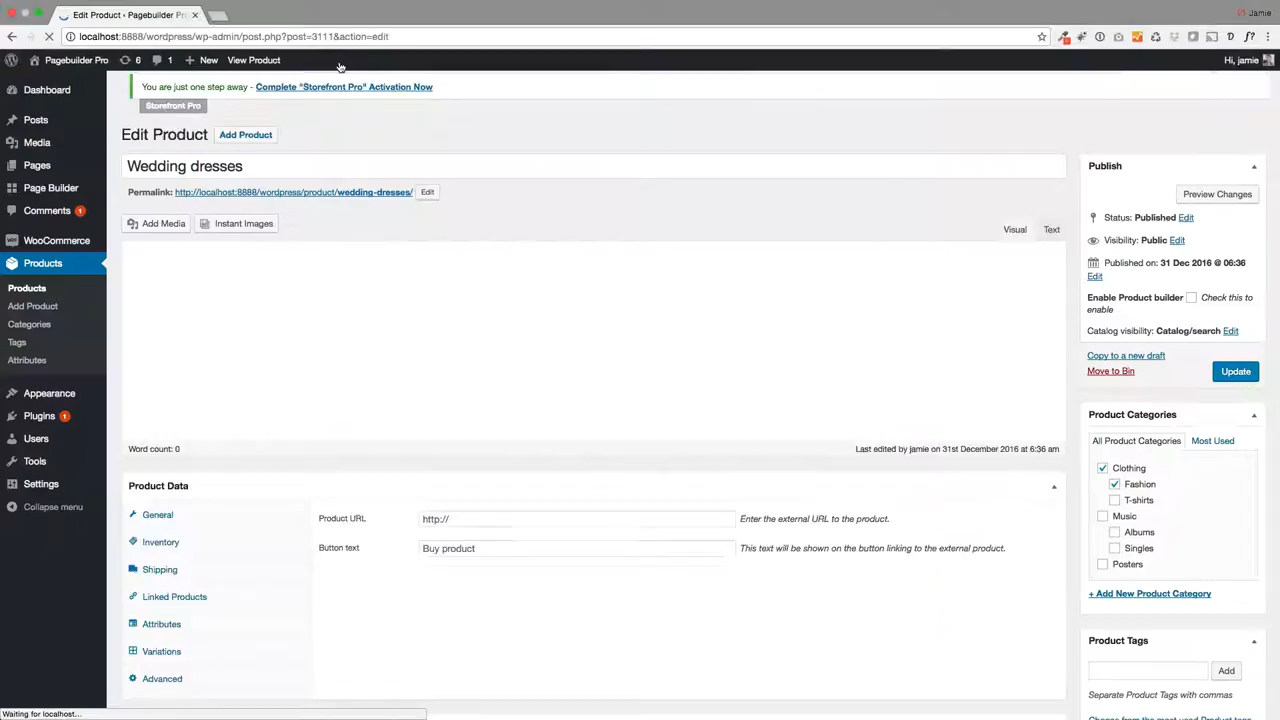 Edit Product ‹ Pagebuilder Pr
Jamie
localhost:8888/wordpress/wp-admin/post.php?post=3111&action=edit
Pagebuilder Pro 6 1 New View Product
Hi, jamie
You are just one step away - Complete "Storefront Pro" Activation Now
Storefront Pro
Dashboard
Posts
Media
Pages
Page Builder
Comments 1
WooCommerce
Products
Products
Add Product
Categories
Tags
Attributes
Appearance
Plugins 1
Users
Tools
Settings
Collapse menu
Edit Product Add Product
Wedding dresses
Permalink: http://localhost:8888/wordpress/product/wedding-dresses/ Edit
Add Media Instant Images
Visual Text
Word count: 0
Last edited by jamie on 31st December 2016 at 6:36 am
Product Data
General
Inventory
Shipping
Linked Products
Attributes
Variations
Advanced
Product URL http:// Enter the external URL to the product.
Button text Buy product This text will be shown on the button linking to the external product.
Publish
Preview Changes
Status: Published Edit
Visibility: Public Edit
Published on: 31 Dec 2016 @ 06:36
Edit
Enable Product builder Check this to
enable
Catalog visibility: Catalog/search Edit
Copy to a new draft
Move to Bin
Update
Product Categories
All Product Categories Most Used
Clothing
Fashion
T-shirts
Music
Albums
Singles
Posters
+ Add New Product Category
Product Tags
Add
Separate Product Tags with commas
Choose from the most used Product tags
Waiting for localhost...